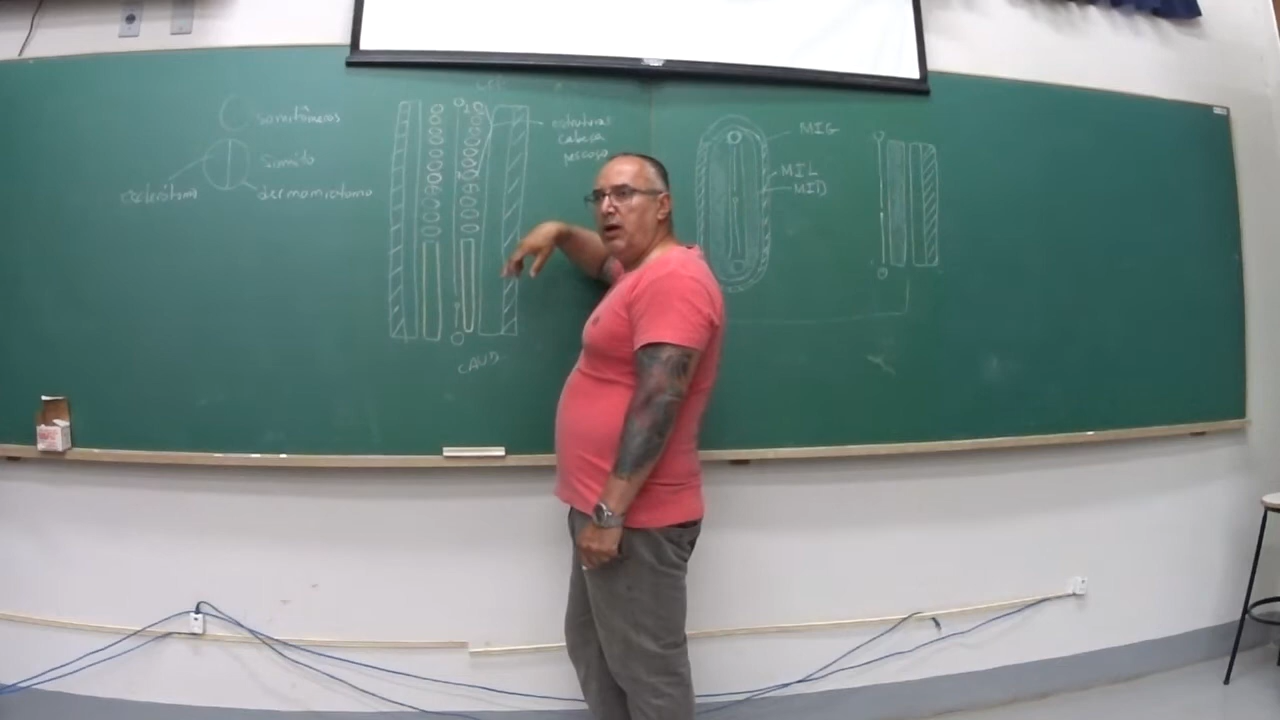 somitômeros
Somito
esclerótomo
dermomiótomo
estruturas
cabeça
pescoço
CAUD
MIG
MIL
MID